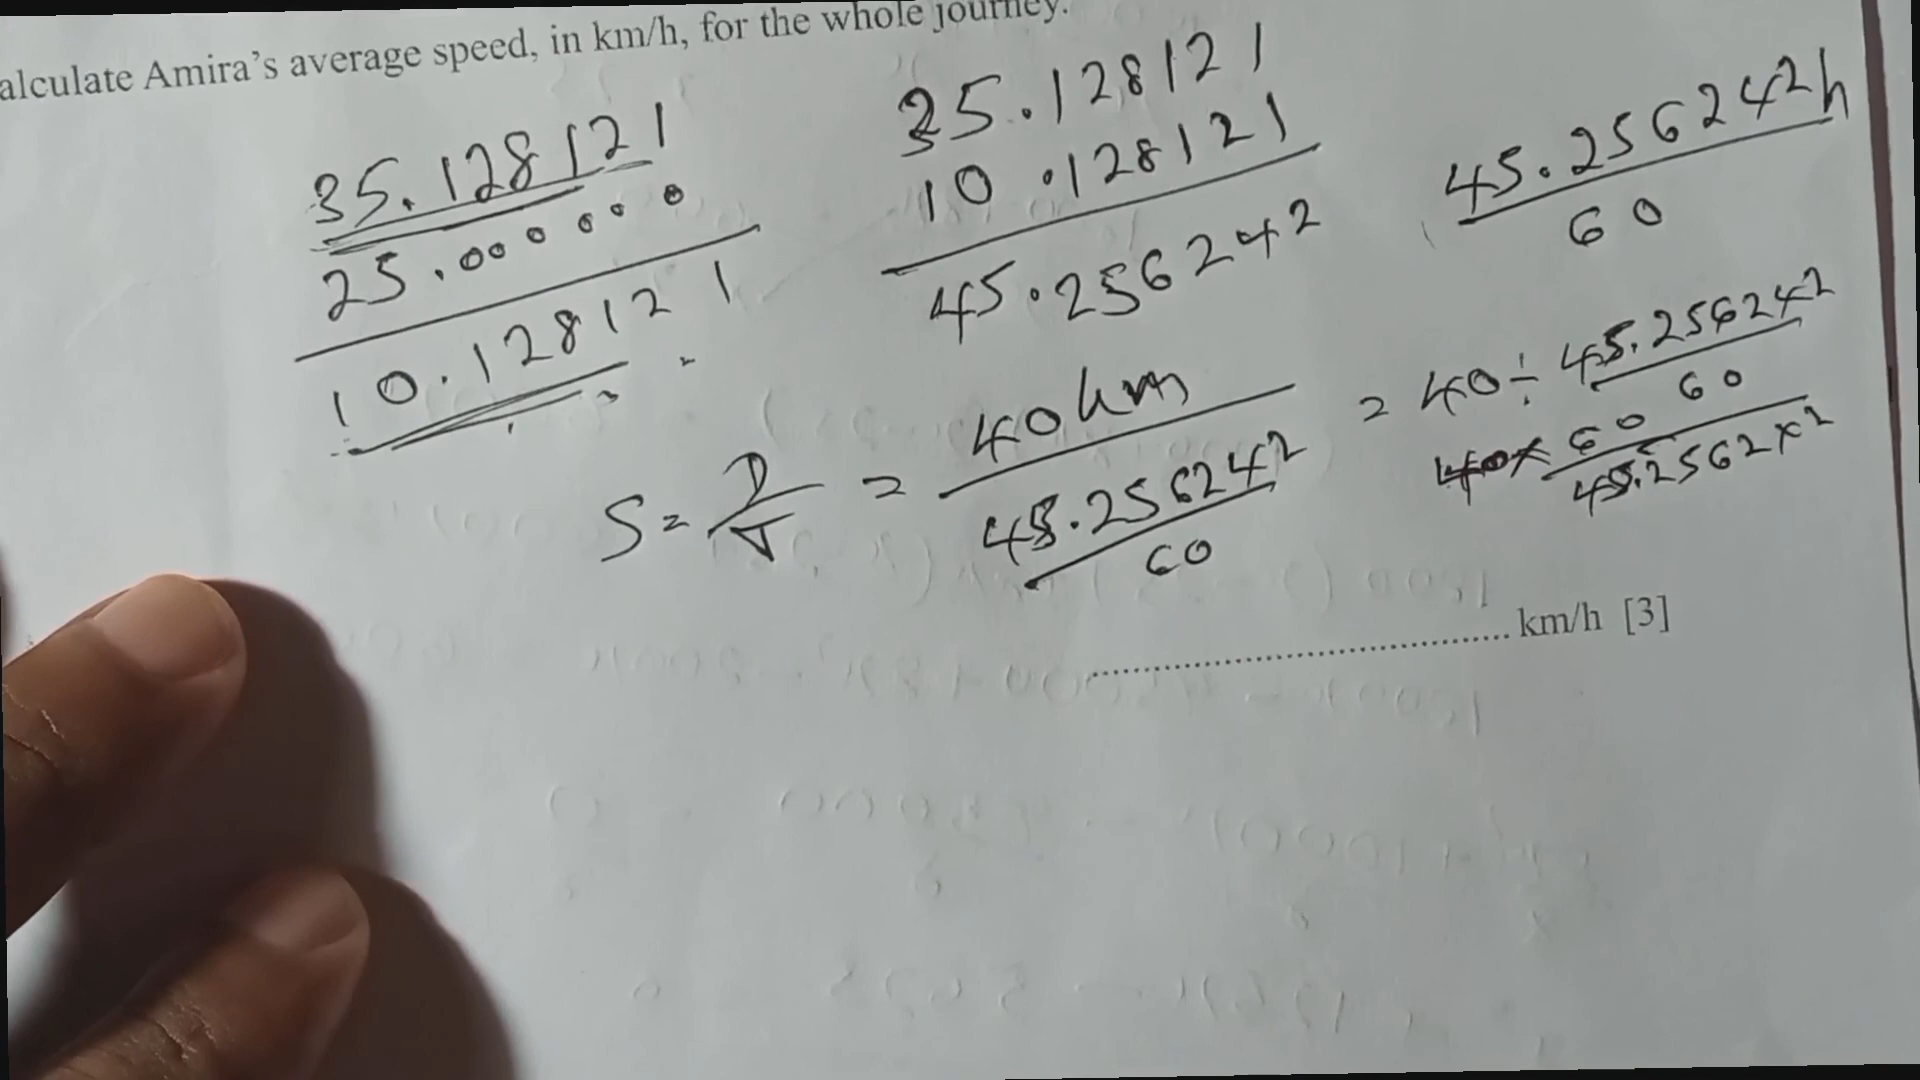 alculate Amira's average speed, in km/h, for the whole journey.
35.128121
25.000000
10.128121
35.128121
10.128121
45.256242
45.256242h
60
S = D/T = 40km / 45.256242/60 = 40 ÷ 45.256242/60
40 x 60/45.256242
km/h [3]